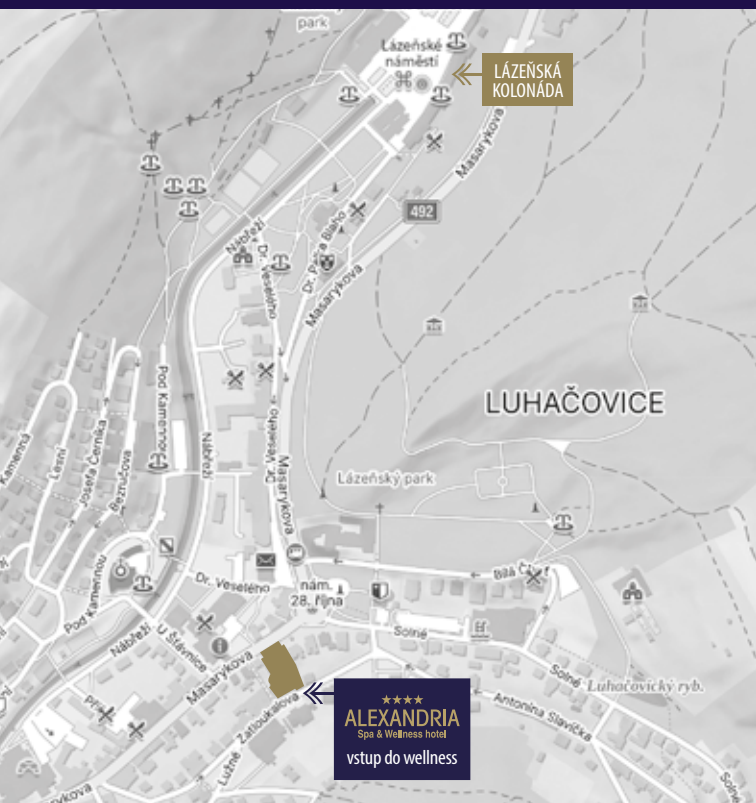 park
Lázeňské
náměstí
LÁZEŇSKÁ
KOLONÁDA
Masarykova
492
Nábřeží
Dr. Veselého
Dr. Palca Blaho
Masarykova
LUHAČOVICE
Kamenná
Lesní
Josefa Černíka
Bezručova
Pod Kamennou
Nábřeží
Dr. Veselého
Masarykova
Lázeňský park
Dr. Veselého
nám.
28. října
Bílá
Pod Kamennou
Nábřeží
U Šťávnice
Solné
Masarykova
Solné
Luhačovický ryb.
Lužné
Zatloukalova
★★★★
ALEXANDRIA
Spa & Wellness hotel
vstup do wellness
Antonína Slavíčka